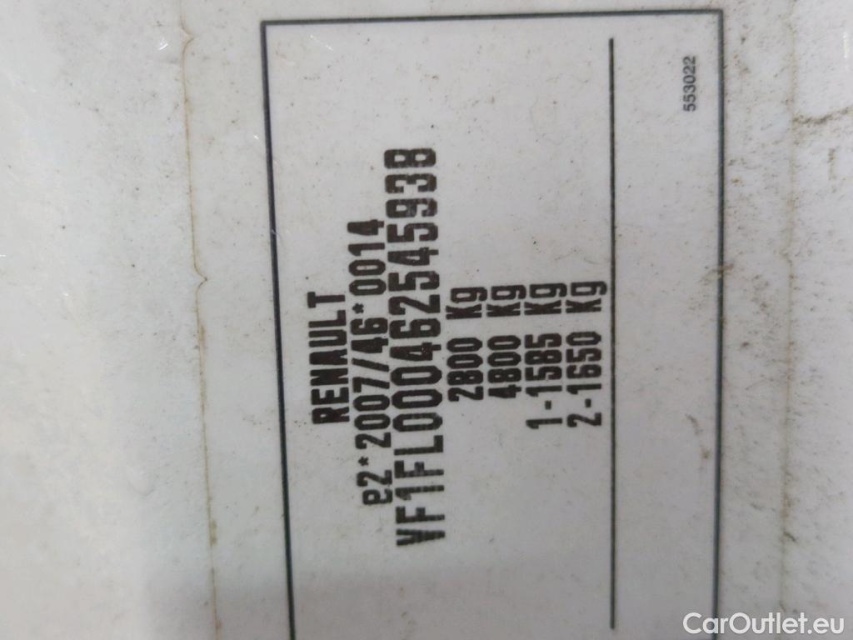 RENAULT
e2*2007/46*0014
VF1FL000462545938
2800 Kg
4800 Kg
1-1585 Kg
2-1650 Kg
553022
CarOutlet.eu